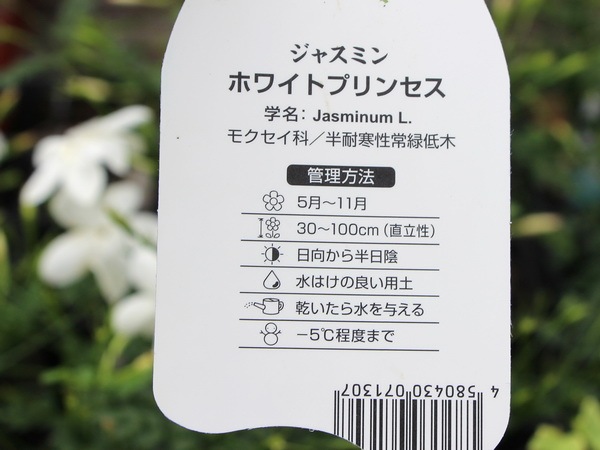 ジャスミン
ホワイトプリンセス
学名: Jasminum L.
モクセイ科／半耐寒性常緑低木
管理方法
5月～11月
30～100cm (直立性)
日向から半日陰
水はけの良い用土
乾いたら水を与える
－5℃程度まで
4 580430 071307